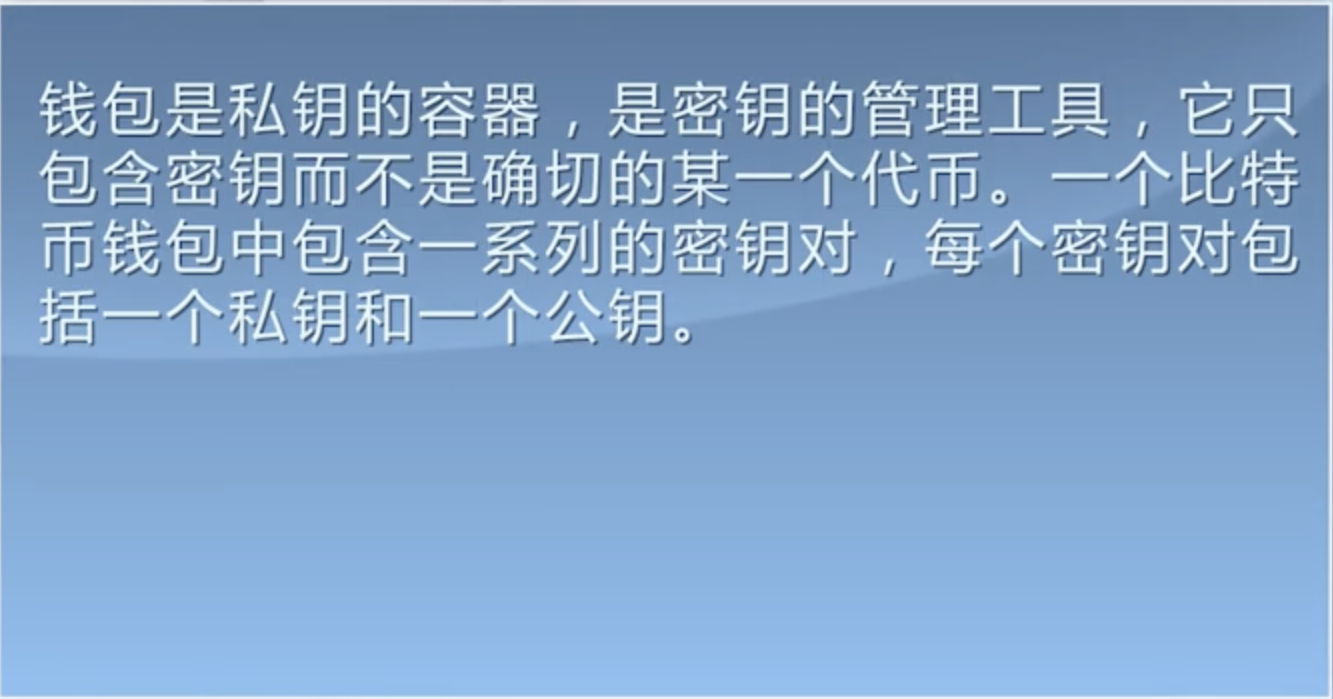 钱包是私钥的容器，是密钥的管理工具，它只
包含密钥而不是确切的某一个代币。一个比特
币钱包中包含一系列的密钥对，每个密钥对包
括一个私钥和一个公钥。